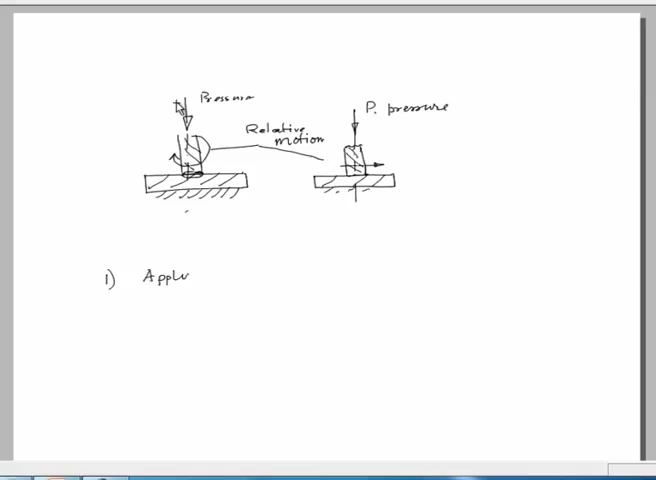 Pressure
P. pressure
Relative
motion
1) Appl